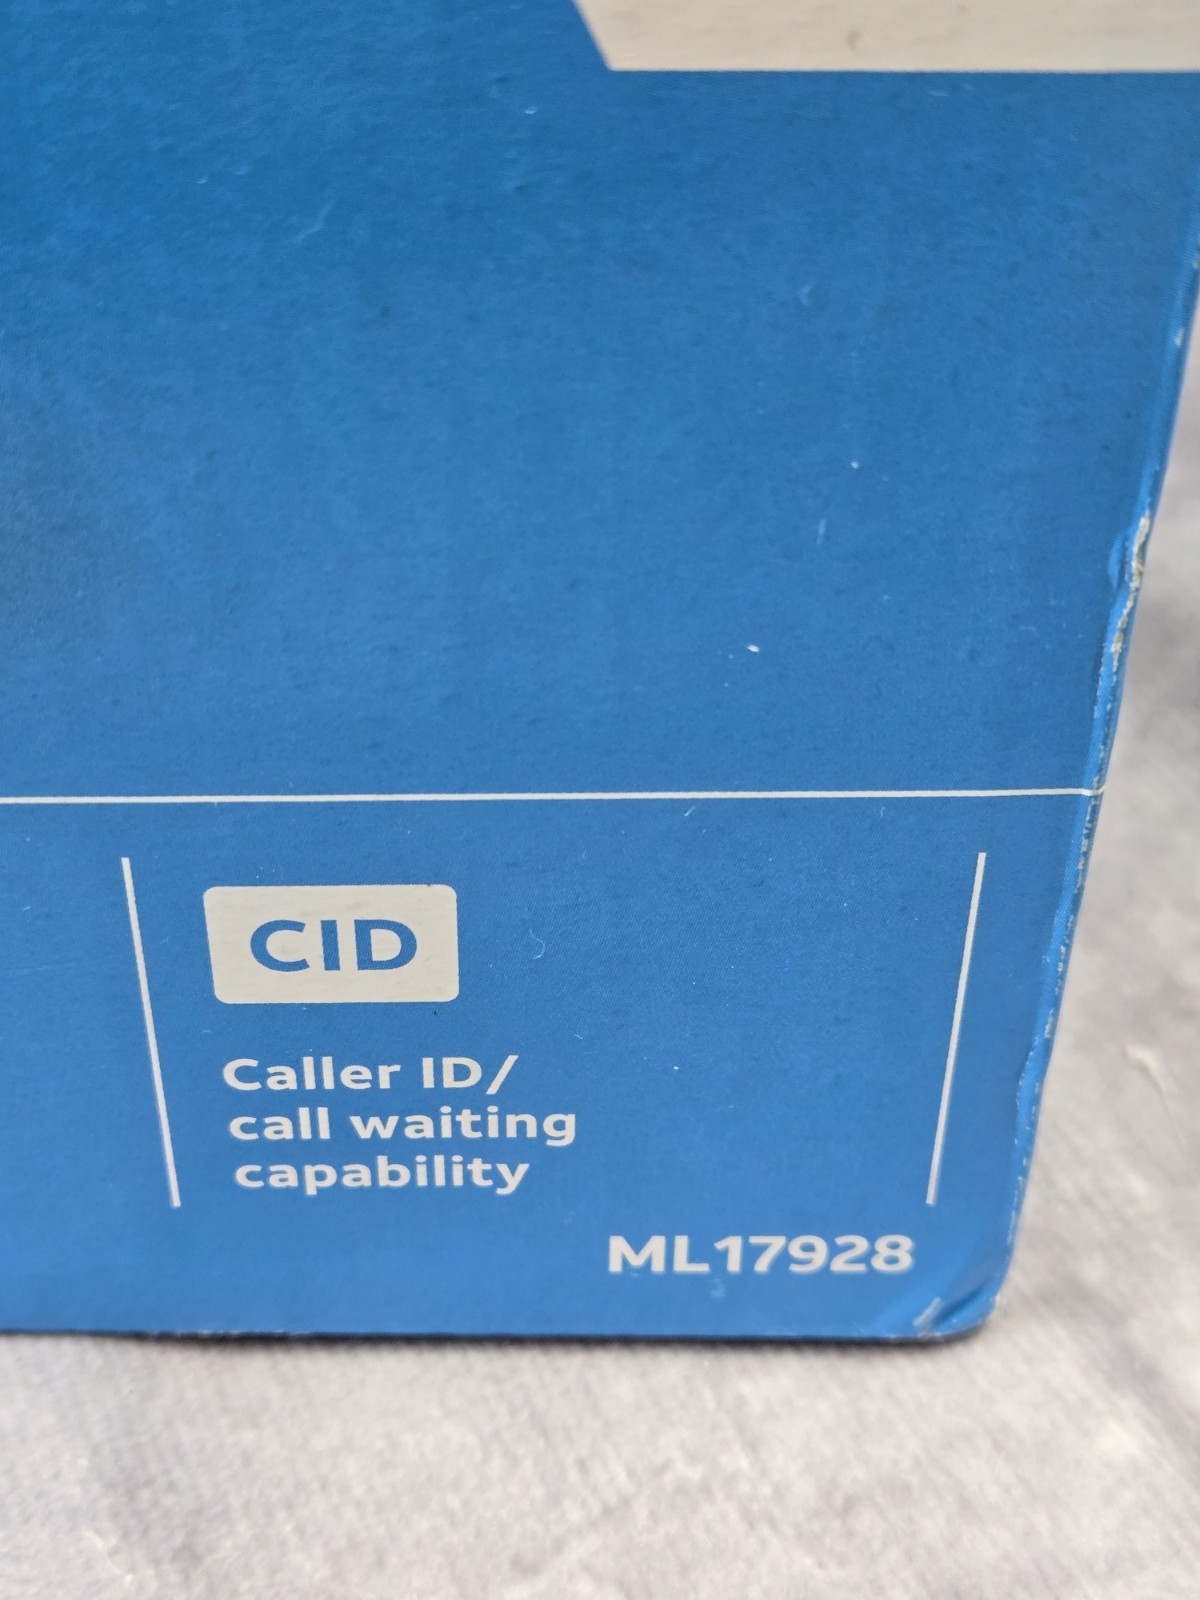 CID
Caller ID/
call waiting
capability
ML17928